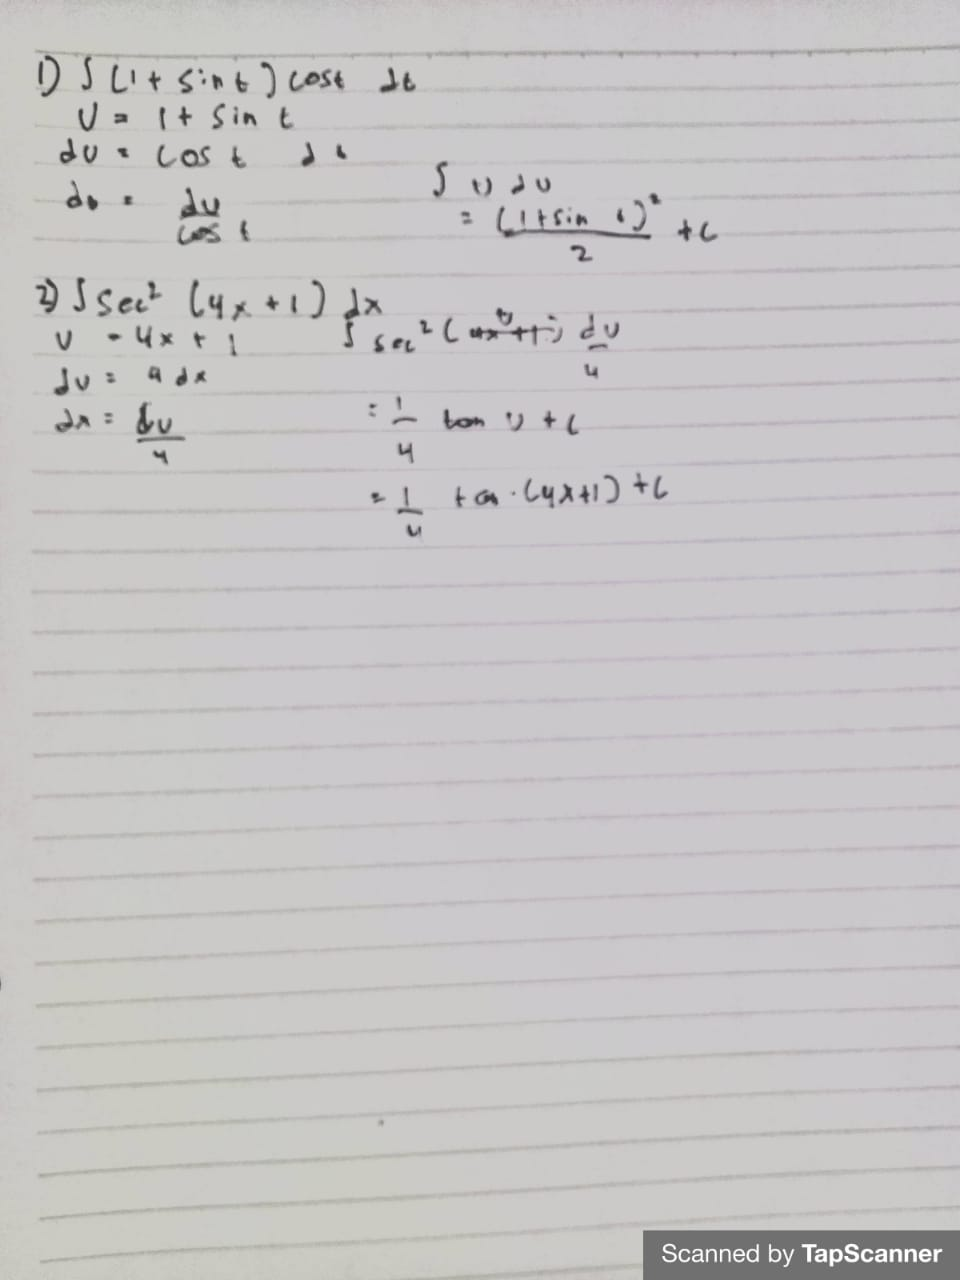 1) ∫ (1 + sin t) cos t dt
U = 1 + sin t
du = cos t dt
dt = du / cos t
∫ U du
= (1 + sin t)² / 2 + c
2) ∫ sec² (4x + 1) dx
U = 4x + 1
du = 4 dx
dx = du / 4
∫ sec² (U) du / 4
= 1/4 tan U + c
= 1/4 tan (4x+1) + c
Scanned by TapScanner